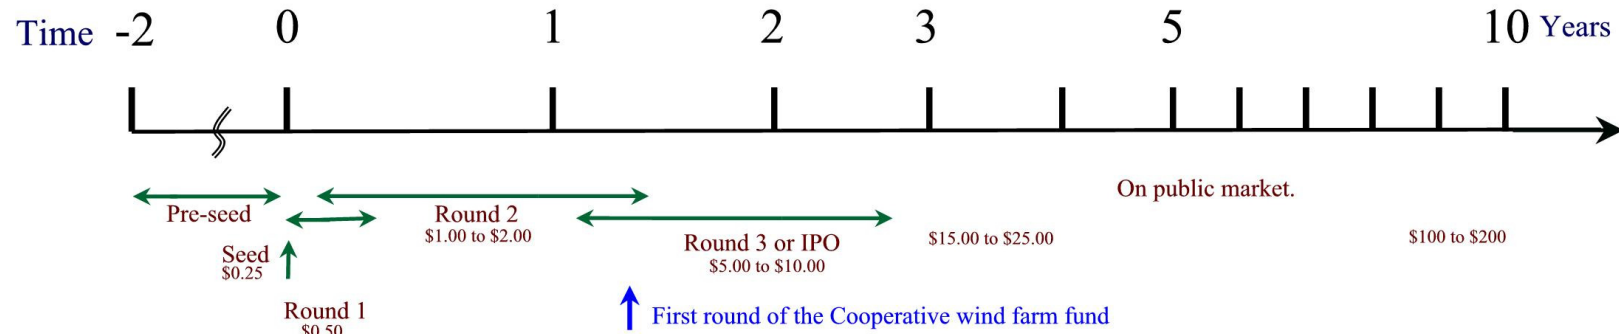 Time -2 0 1 2 3 5 10 Years
On public market.
Pre-seed
Round 2
$1.00 to $2.00
Round 3 or IPO
$5.00 to $10.00
$15.00 to $25.00
$100 to $200
Seed
$0.25
Round 1
$0.50
First round of the Cooperative wind farm fund